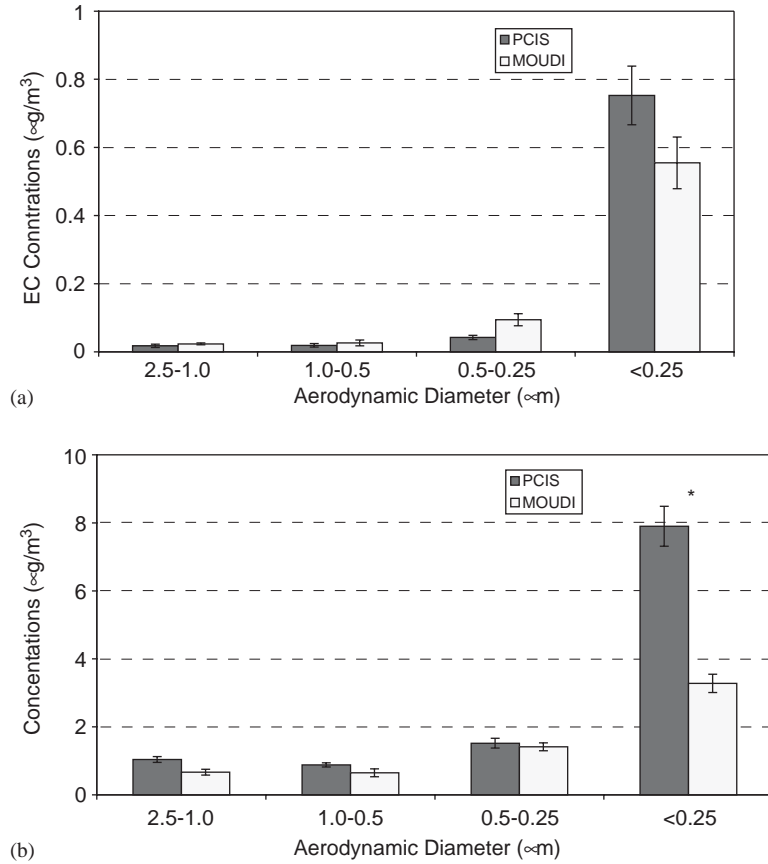 1
0.8
0.6
0.4
0.2
0
EC Conntrations (∝g/m³)
PCIS
MOUDI
2.5-1.0 1.0-0.5 0.5-0.25 <0.25
Aerodynamic Diameter (∝m)
(a)
10
8
6
4
2
0
Concentations (∝g/m³)
PCIS
MOUDI
*
2.5-1.0 1.0-0.5 0.5-0.25 <0.25
Aerodynamic Diameter (∝m)
(b)